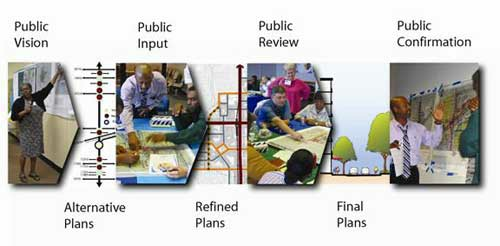 Public
Vision
Public
Input
Public
Review
Public
Confirmation
Alternative
Plans
Refined
Plans
Final
Plans